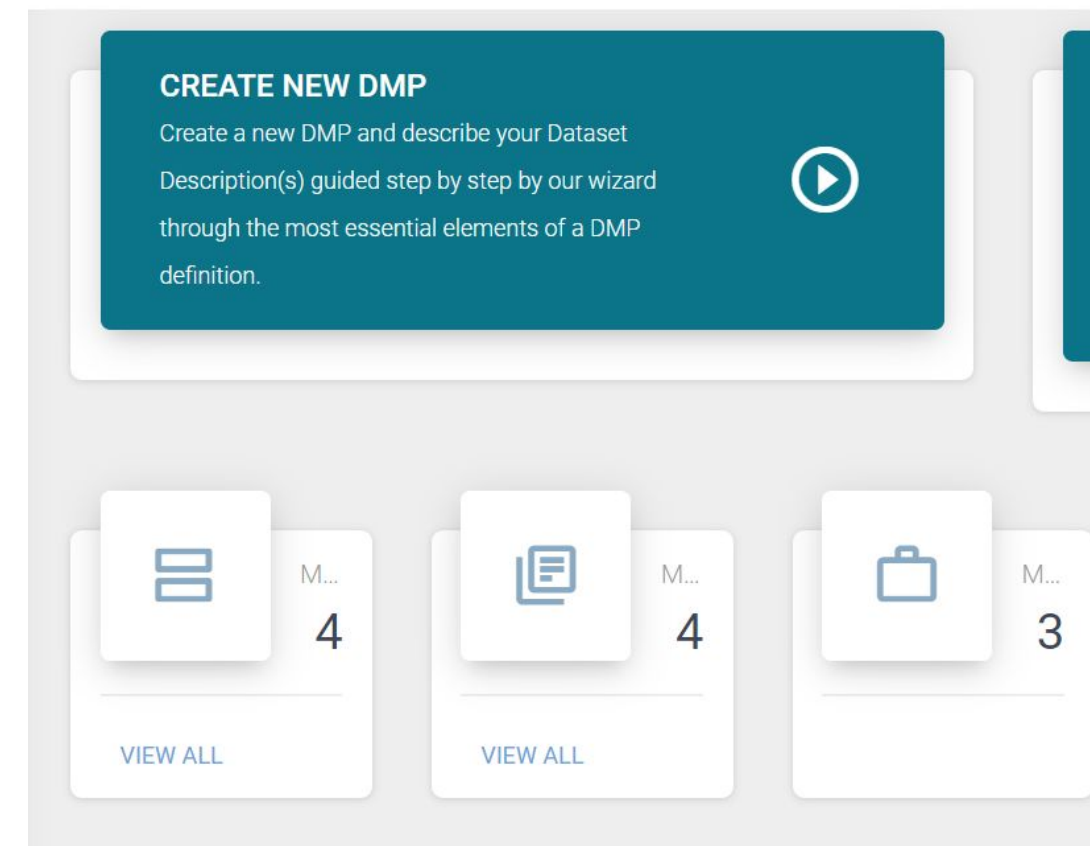 CREATE NEW DMP
Create a new DMP and describe your Dataset
Description(s) guided step by step by our wizard
through the most essential elements of a DMP
definition.
M... M... M...
4 4 3
VIEW ALL VIEW ALL